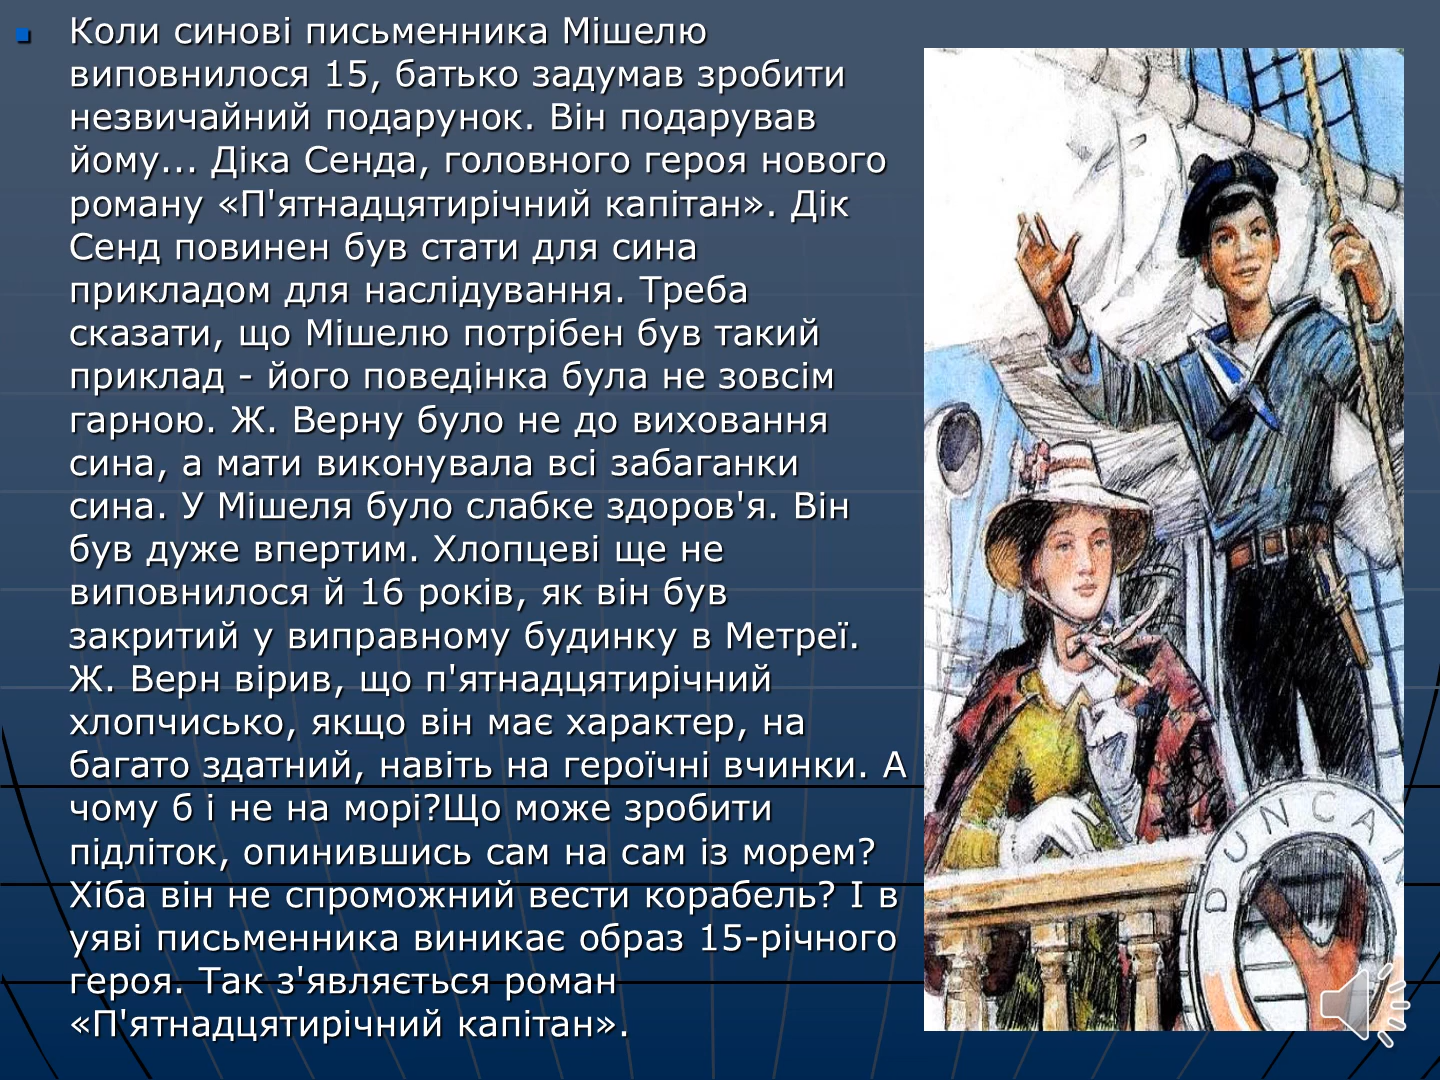 Коли синові письменника Мішелю
виповнилося 15, батько задумав зробити
незвичайний подарунок. Він подарував
йому... Діка Сенда, головного героя нового
роману «П'ятнадцятирічний капітан». Дік
Сенд повинен був стати для сина
прикладом для наслідування. Треба
сказати, що Мішелю потрібен був такий
приклад - його поведінка була не зовсім
гарною. Ж. Верну було не до виховання
сина, а мати виконувала всі забаганки
сина. У Мішеля було слабке здоров'я. Він
був дуже впертим. Хлопцеві ще не
виповнилося й 16 років, як він був
закритий у виправному будинку в Метреї.
Ж. Верн вірив, що п'ятнадцятирічний
хлопчисько, якщо він має характер, на
багато здатний, навіть на героїчні вчинки. А
чому б і не на морі?Що може зробити
підліток, опинившись сам на сам із морем?
Хіба він не спроможний вести корабель? І в
уяві письменника виникає образ 15-річного
героя. Так з'являється роман
«П'ятнадцятирічний капітан».
DUNCA